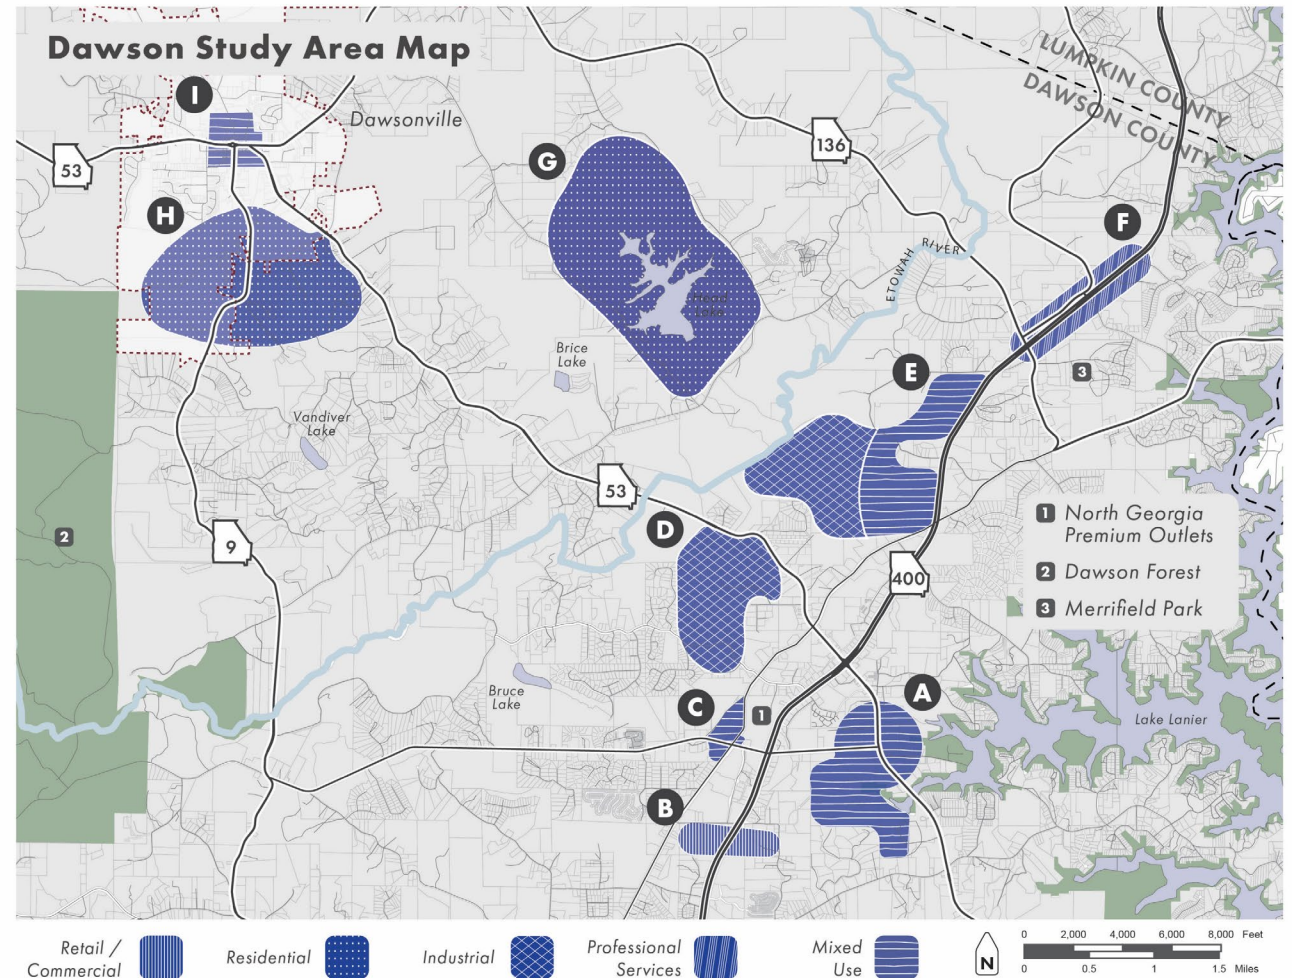 Dawson Study Area Map
LUMPKIN COUNTY
DAWSON COUNTY
I
Dawsonville
53
136
G
H
F
ETOWAH RIVER
Head
Lake
Brice
Lake
E
3
Vandiver
Lake
53
D
1 North Georgia
Premium Outlets
2 Dawson Forest
3 Merrifield Park
2
9
400
Bruce
Lake
C
1
A
Lake Lanier
B
Retail /
Commercial
Residential
Industrial
Professional
Services
Mixed
Use
N
0 2,000 4,000 6,000 8,000 Feet
0 0.5 1 1.5 Miles